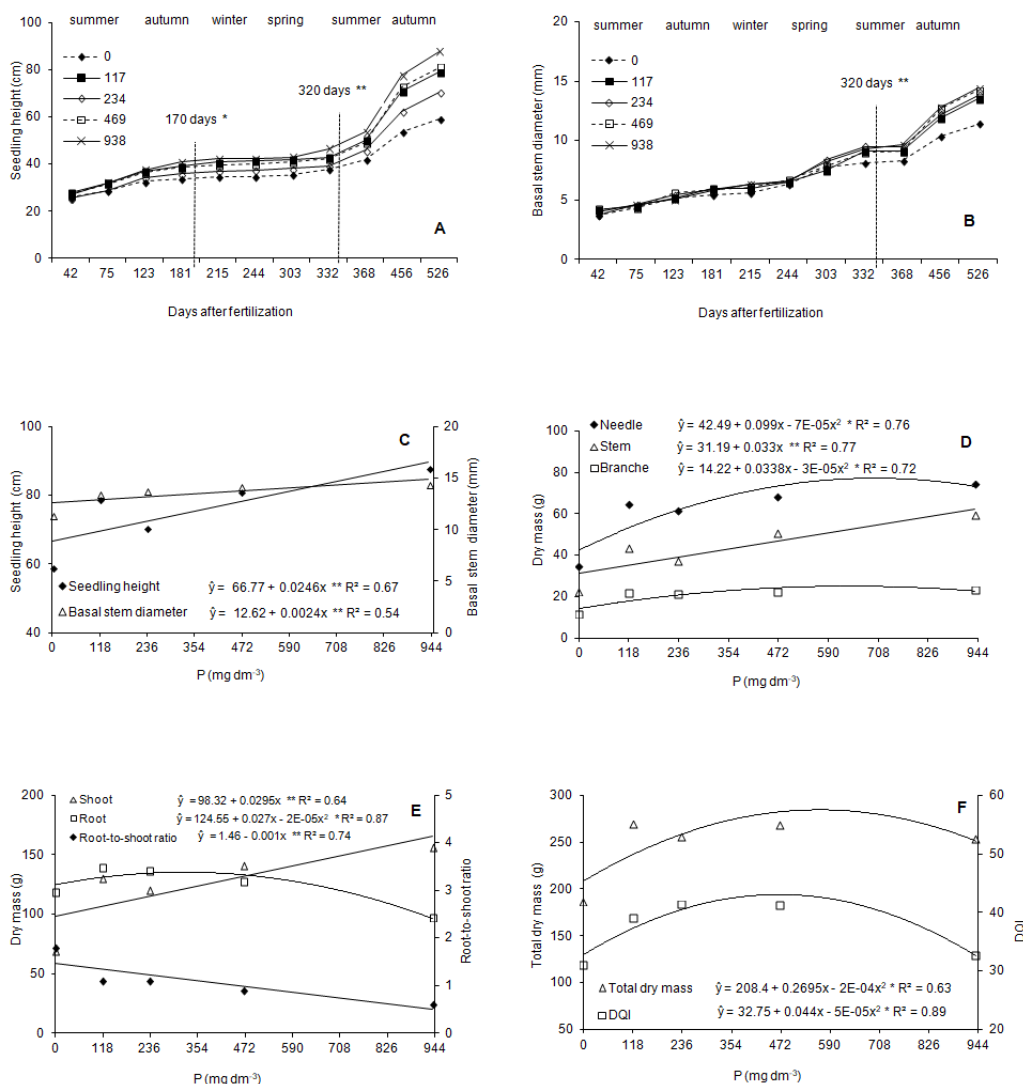 summer autumn winter spring summer autumn
100
80
60
40
20
0
Seedling height (cm)
0
117
234
469
938
170 days *
320 days **
A
42 75 123 181 215 244 303 332 368 456 526
Days after fertilization
summer autumn winter spring summer autumn
20
15
10
5
0
Basal stem diameter (mm)
0
117
234
469
938
320 days **
B
42 75 123 181 215 244 303 332 368 456 526
Days after fertilization
100
80
60
40
Seedling height (cm)
C
20
15
10
5
0
Basal stem diameter (mm)
Seedling height ŷ = 66.77 + 0.0246x ** R² = 0.67
Basal stem diameter ŷ = 12.62 + 0.0024x ** R² = 0.54
0 118 236 354 472 590 708 826 944
P (mg dm⁻³)
100
80
60
40
20
0
Dry mass (g)
Needle ŷ = 42.49 + 0.099x - 7E-05x² * R² = 0.76
Stem ŷ = 31.19 + 0.033x ** R² = 0.77
Branche ŷ = 14.22 + 0.0338x - 3E-05x² * R² = 0.72
D
0 118 236 354 472 590 708 826 944
P (mg dm⁻³)
200
150
100
50
0
Dry mass (g)
Shoot ŷ = 98.32 + 0.0295x ** R² = 0.64
Root ŷ = 124.55 + 0.027x - 2E-05x² * R² = 0.87
Root-to-shoot ratio ŷ = 1.46 - 0.001x ** R² = 0.74
E
5
4
3
2
1
0
Root-to-shoot ratio
0 118 236 354 472 590 708 826 944
P (mg dm⁻³)
300
250
200
150
100
50
Total dry mass (g)
F
60
50
40
30
20
DQI
Total dry mass ŷ = 208.4 + 0.2695x - 2E-04x² * R² = 0.63
DQI ŷ = 32.75 + 0.044x - 5E-05x² * R² = 0.89
0 118 236 354 472 590 708 826 944
P (mg dm⁻³)